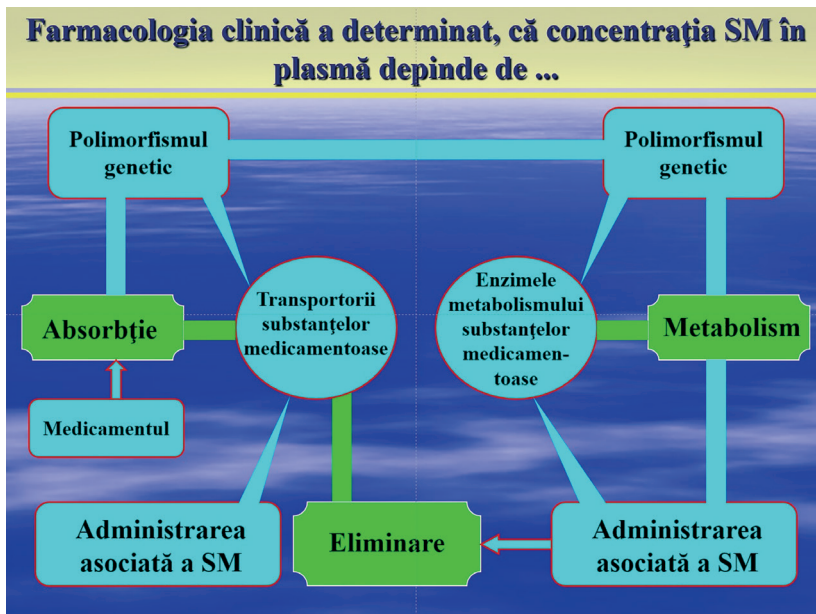 Farmacologia clinică a determinat, că concentraţia SM în
plasmă depinde de ...
Polimorfismul
genetic
Polimorfismul
genetic
Transportorii
substanţelor
medicamentoase
Enzimele
metabolismului
substanţelor
medicamen-
toase
Absorbţie
Metabolism
Medicamentul
Administrarea
asociată a SM
Eliminare
Administrarea
asociată a SM